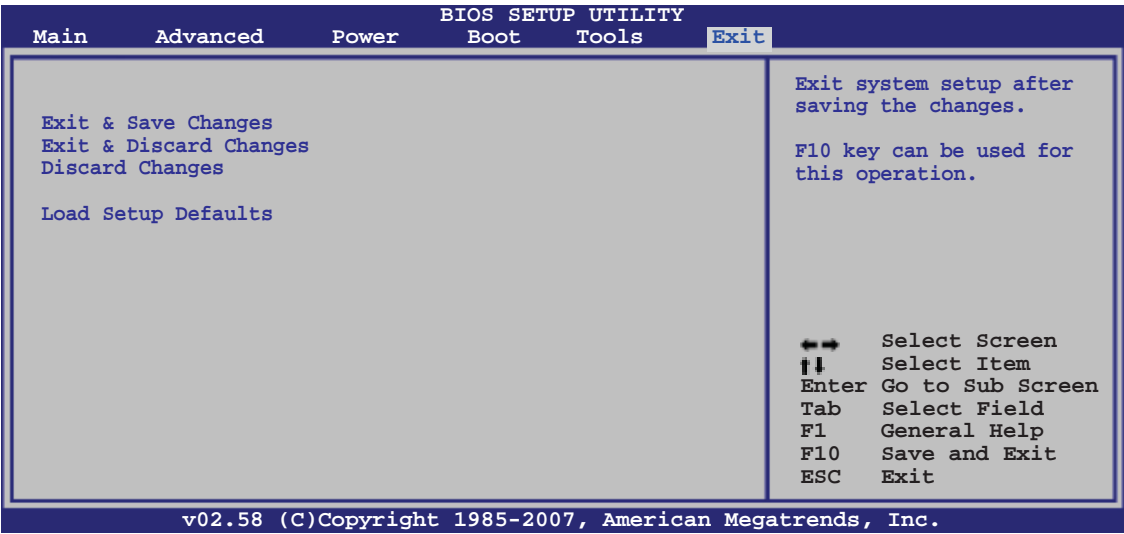 BIOS SETUP UTILITY
Main Advanced Power Boot Tools Exit
Exit & Save Changes
Exit & Discard Changes
Discard Changes
Load Setup Defaults
Exit system setup after
saving the changes.
F10 key can be used for
this operation.
←→ Select Screen
↑↓ Select Item
Enter Go to Sub Screen
Tab Select Field
F1 General Help
F10 Save and Exit
ESC Exit
v02.58 (C)Copyright 1985-2007, American Megatrends, Inc.